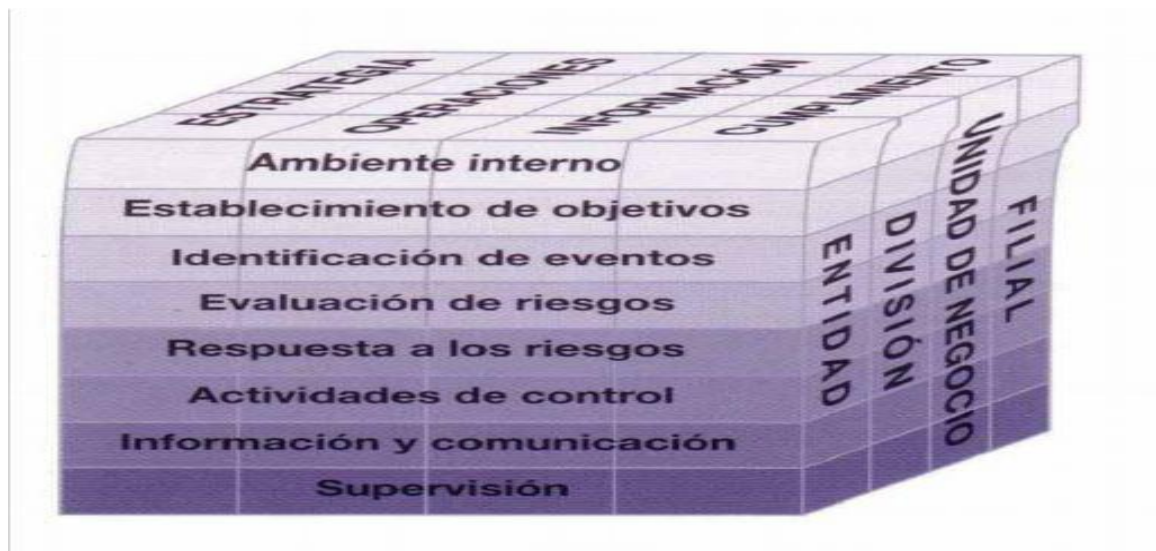 ESTRATEGIA
OPERACIONES
INFORMACIÓN
CUMPLIMIENTO
Ambiente interno
Establecimiento de objetivos
Identificación de eventos
Evaluación de riesgos
Respuesta a los riesgos
Actividades de control
Información y comunicación
Supervisión
ENTIDAD
DIVISIÓN
UNIDAD DE NEGOCIO
FILIAL